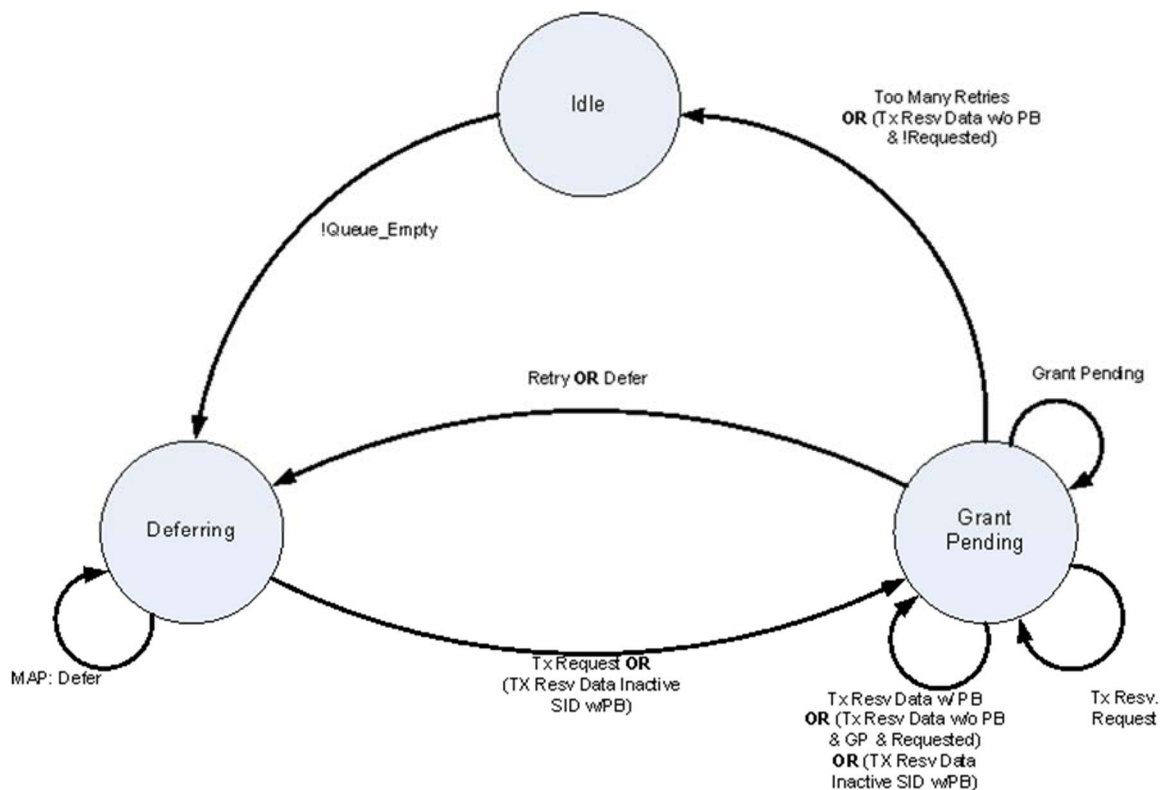 Idle
Too Many Retries
OR (Tx Resv Data w/o PB
& !Requested)
!Queue_Empty
Retry OR Defer
Grant Pending
Deferring
Grant
Pending
MAP: Defer
Tx Request OR
(TX Resv Data Inactive
SID w/PB)
Tx Resv Data w/ PB
OR (Tx Resv Data w/o PB
& GP & Requested)
OR (TX Resv Data
Inactive SID w/PB)
Tx Resv.
Request